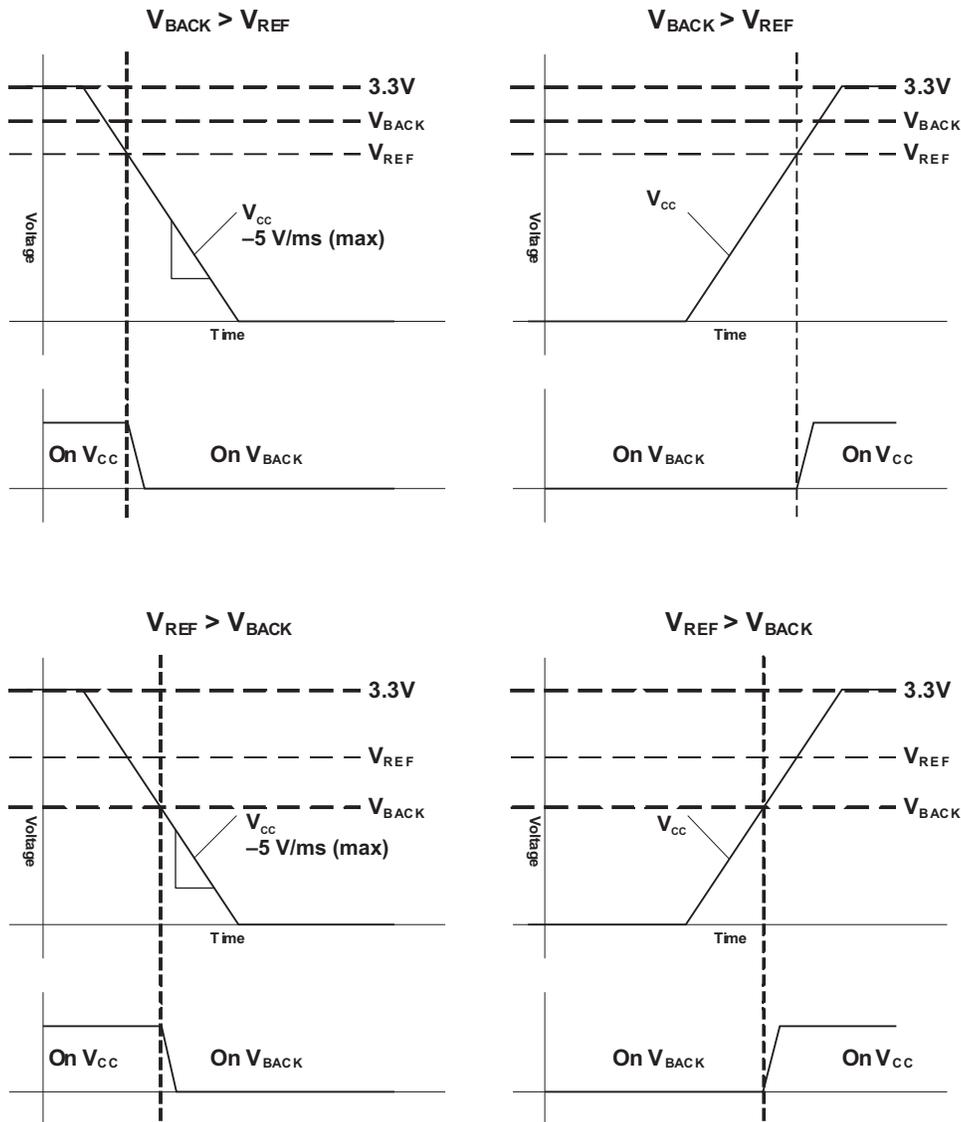 VBACK > VREF
3.3V
VBACK
VREF
VCC
–5 V/ms (max)
Voltage
Time
On VCC
On VBACK
VBACK > VREF
3.3V
VBACK
VREF
VCC
Voltage
Time
On VBACK
On VCC
VREF > VBACK
3.3V
VREF
VBACK
VCC
–5 V/ms (max)
Voltage
Time
On VCC
On VBACK
VREF > VBACK
3.3V
VREF
VBACK
VCC
Voltage
Time
On VBACK
On VCC